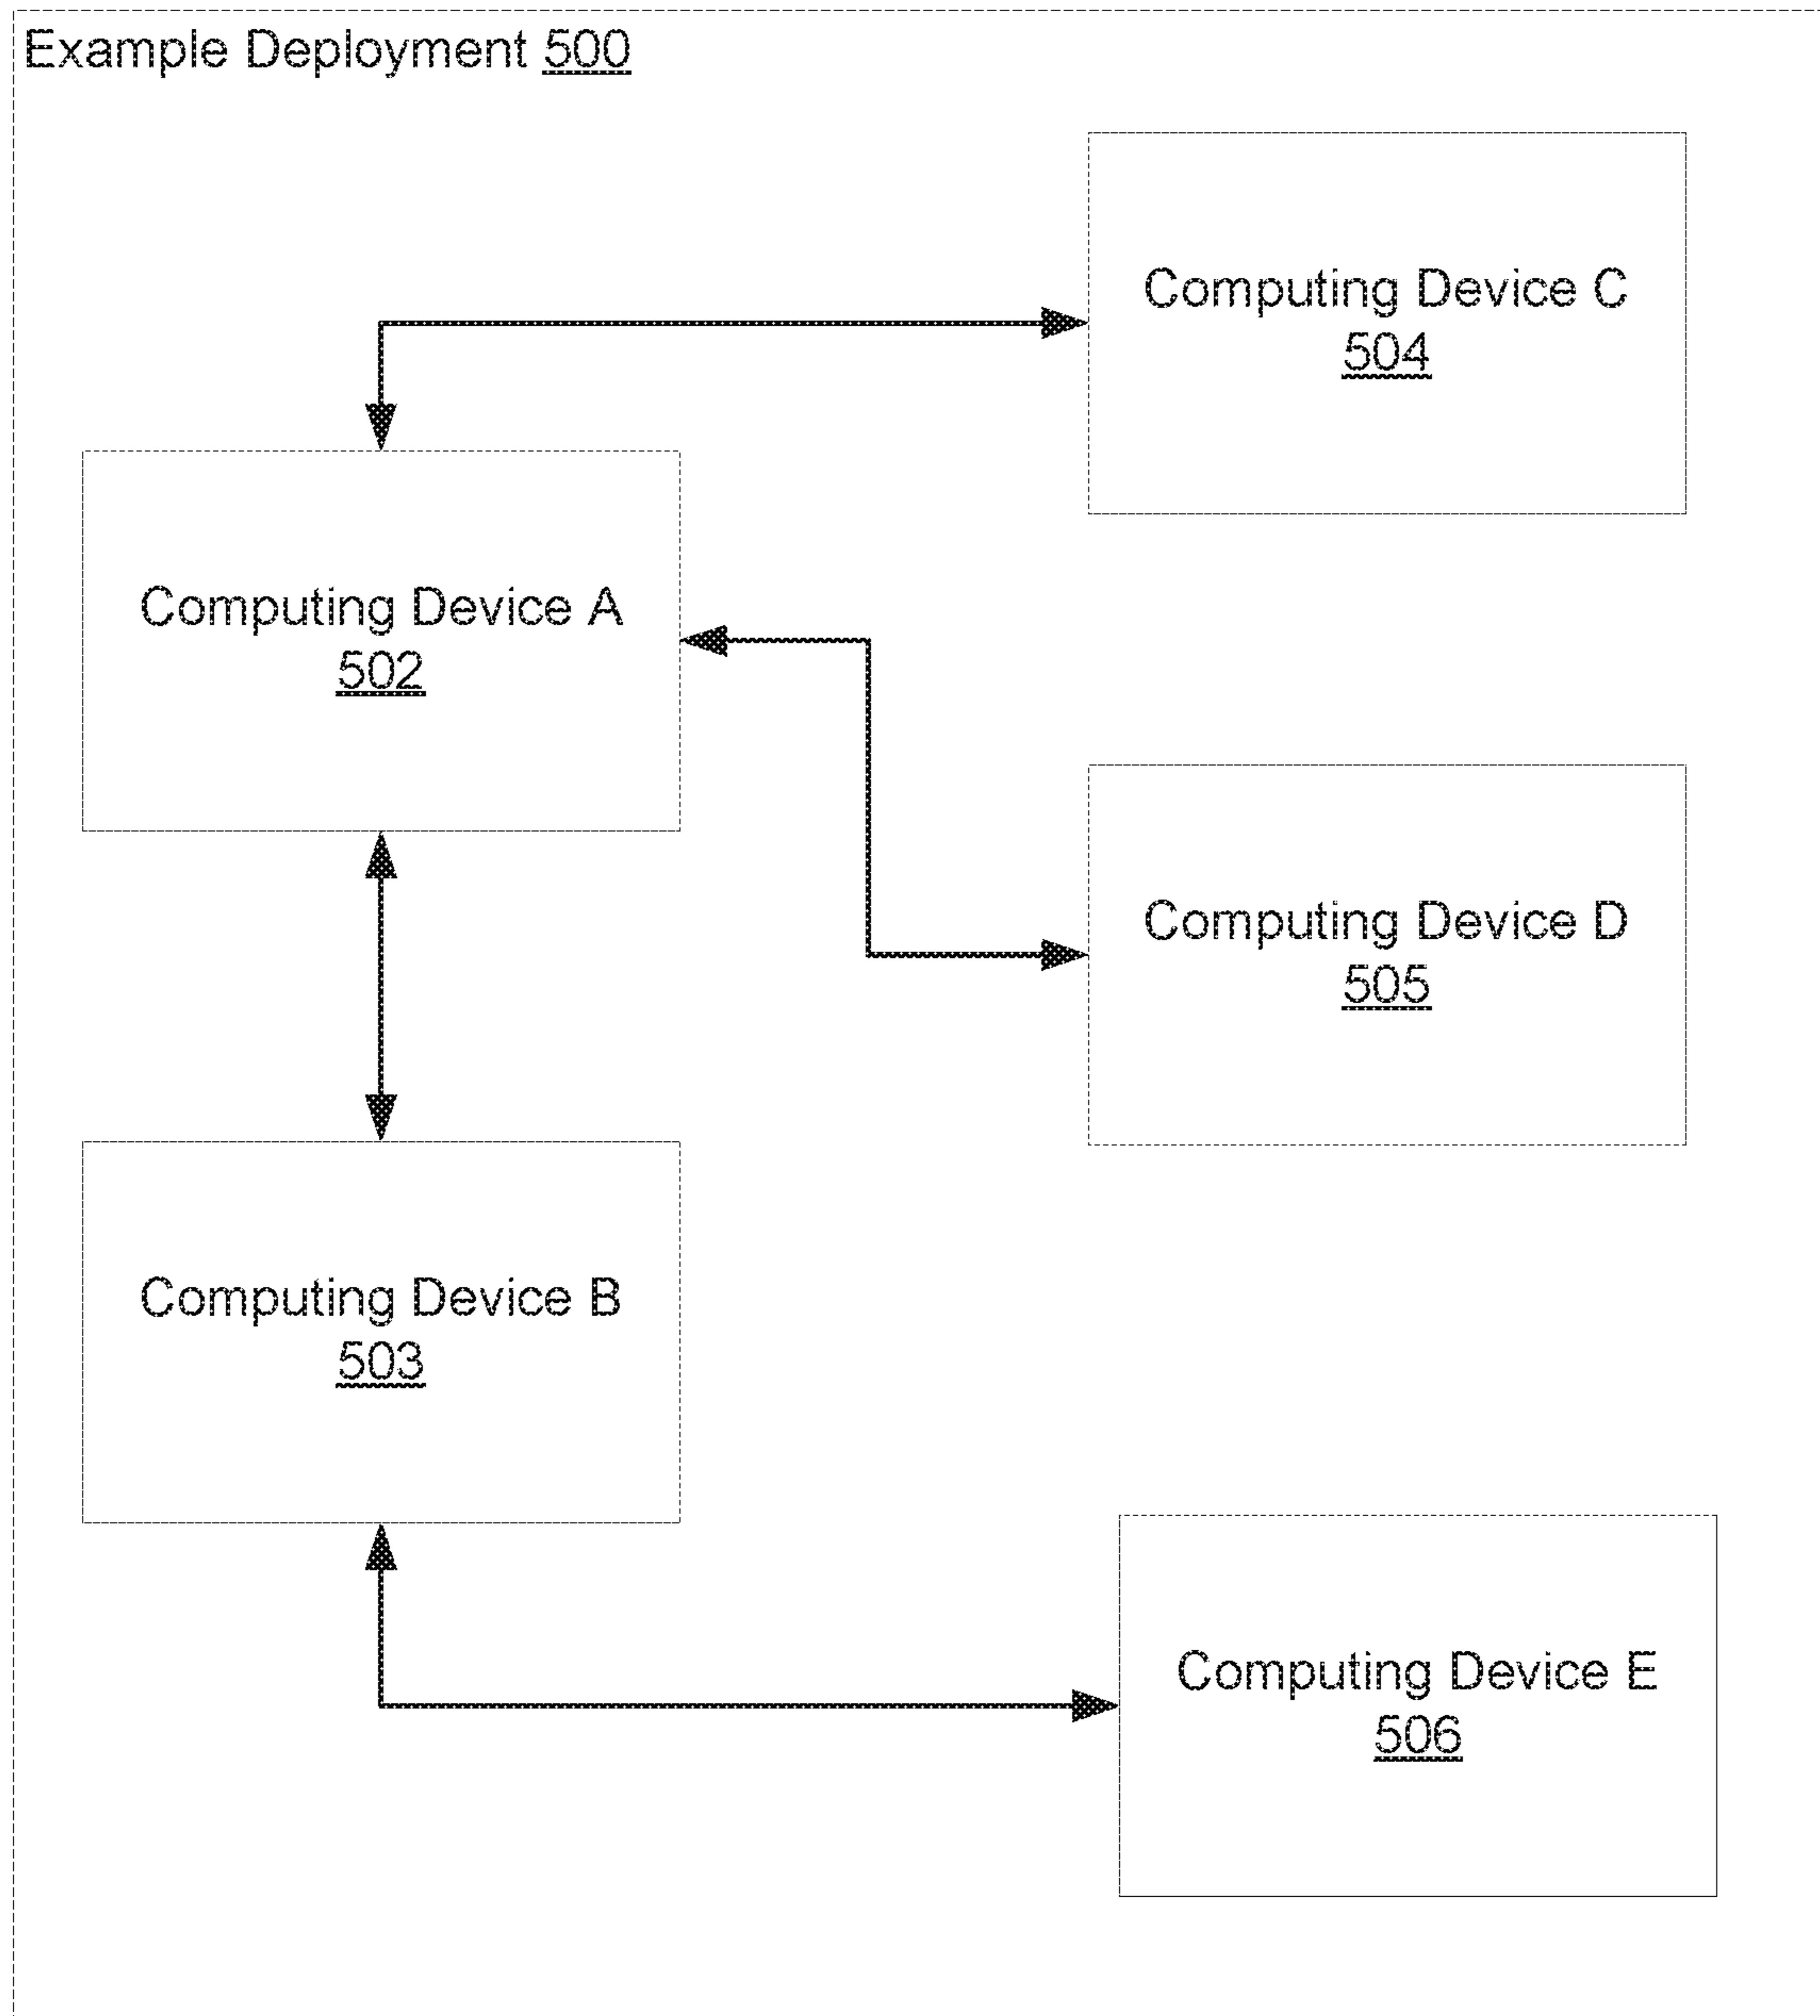 Example Deployment 500
Computing Device C
504
Computing Device A
502
Computing Device D
505
Computing Device B
503
Computing Device E
506